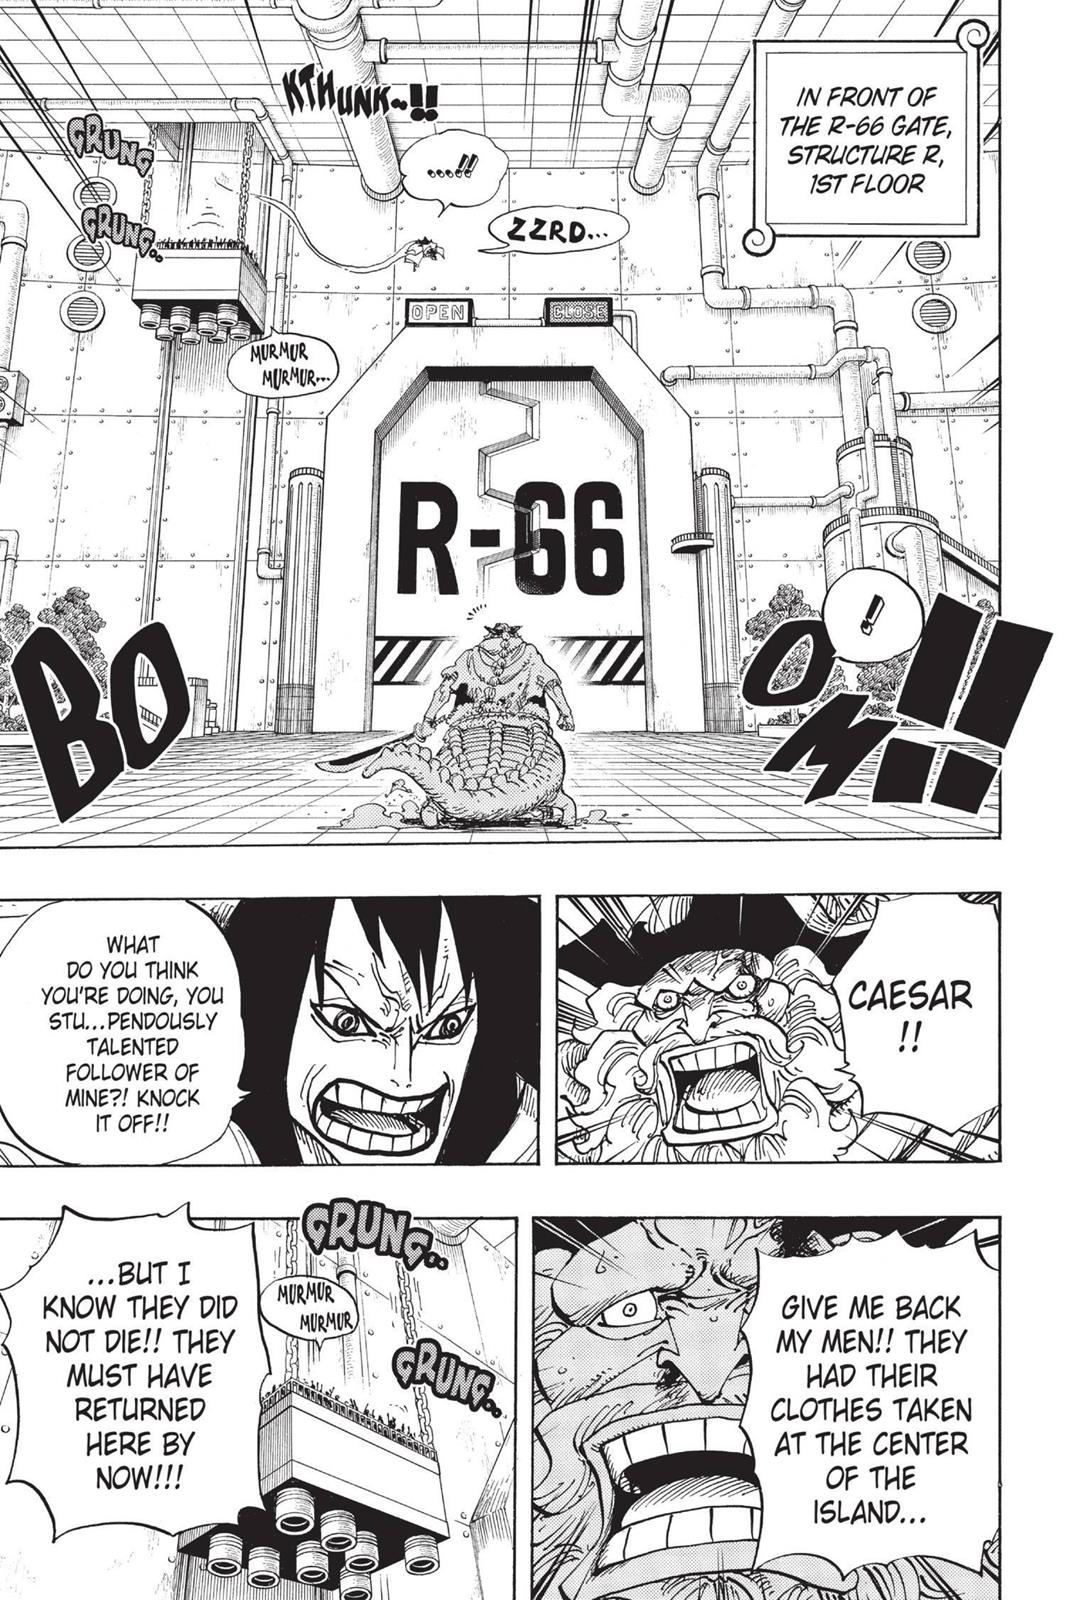 IN FRONT OF
THE R-66 GATE,
STRUCTURE R,
1ST FLOOR
KTHUNK~!!
...!!
ZZRD...
GRUNG
GRUNG..
MURMUR
MURMUR...
OPEN
CLOSE
R-66
!
BOOM!!
CAESAR
!!
WHAT
DO YOU THINK
YOU'RE DOING, YOU
STU...PENDOUSLY
TALENTED
FOLLOWER OF
MINE?! KNOCK
IT OFF!!
GIVE ME BACK
MY MEN!! THEY
HAD THEIR
CLOTHES TAKEN
AT THE CENTER
OF THE
ISLAND...
GRUNG..
MURMUR
MURMUR
GRUNG..
...BUT I
KNOW THEY DID
NOT DIE!! THEY
MUST HAVE
RETURNED
HERE BY
NOW!!!